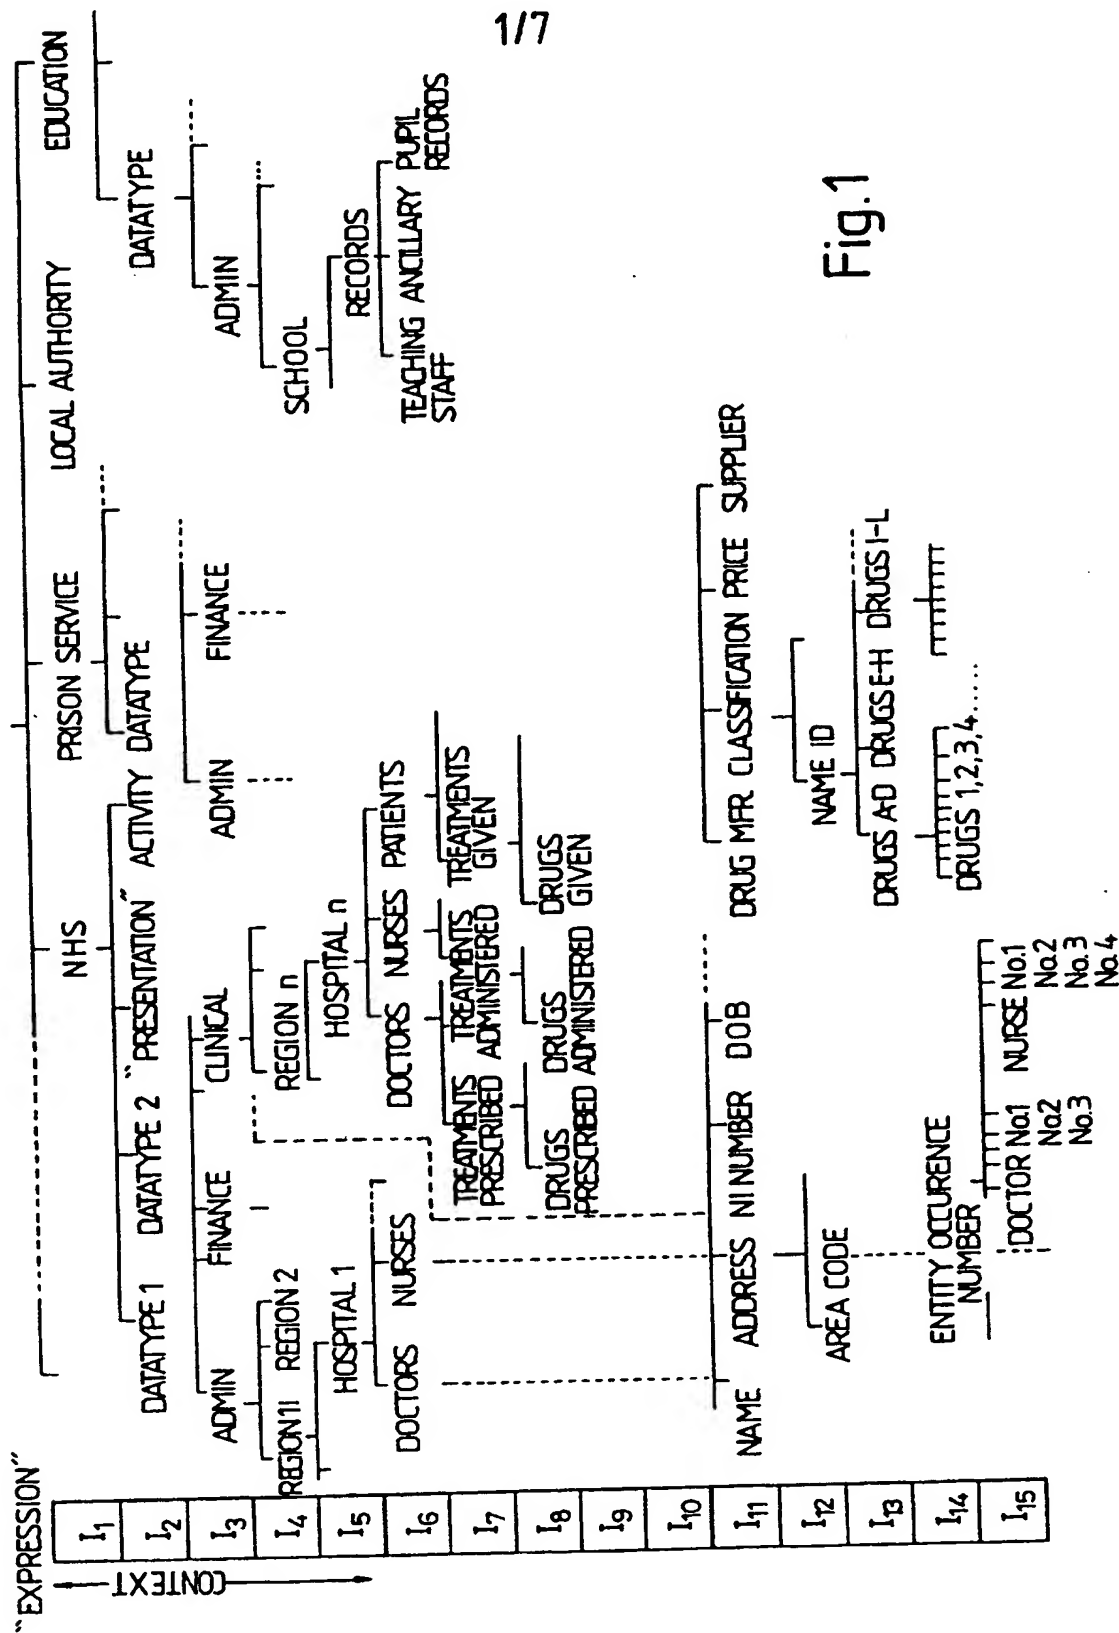 1/7
"EXPRESSION"
CONTEXT
I1
I2
I3
I4
I5
I6
I7
I8
I9
I10
I11
I12
I13
I14
I15
NHS PRISON SERVICE LOCAL AUTHORITY EDUCATION
DATATYPE 1 DATATYPE 2 "PRESENTATION" ACTIVITY DATATYPE DATATYPE
ADMIN FINANCE CLINICAL ADMIN FINANCE ADMIN
REGION 1 REGION 2 REGION n SCHOOL
HOSPITAL 1 HOSPITAL n RECORDS
DOCTORS NURSES DOCTORS NURSES PATIENTS TEACHING ANCILLARY PUPIL
STAFF RECORDS
TREATMENTS TREATMENTS TREATMENTS
PRESCRIBED ADMINISTERED GIVEN
DRUGS DRUGS DRUGS
PRESCRIBED ADMINISTERED GIVEN
NAME ADDRESS NI NUMBER DOB DRUG MFR. CLASSIFICATION PRICE SUPPLIER
AREA CODE NAME ID
DRUGS A-D DRUGS E-H DRUGS I-L
ENTITY OCCURENCE
NUMBER
DRUGS 1,2,3,4.....
DOCTOR No.1 NURSE No.1
No.2 No.2
No.3 No.3
No.4
Fig.1